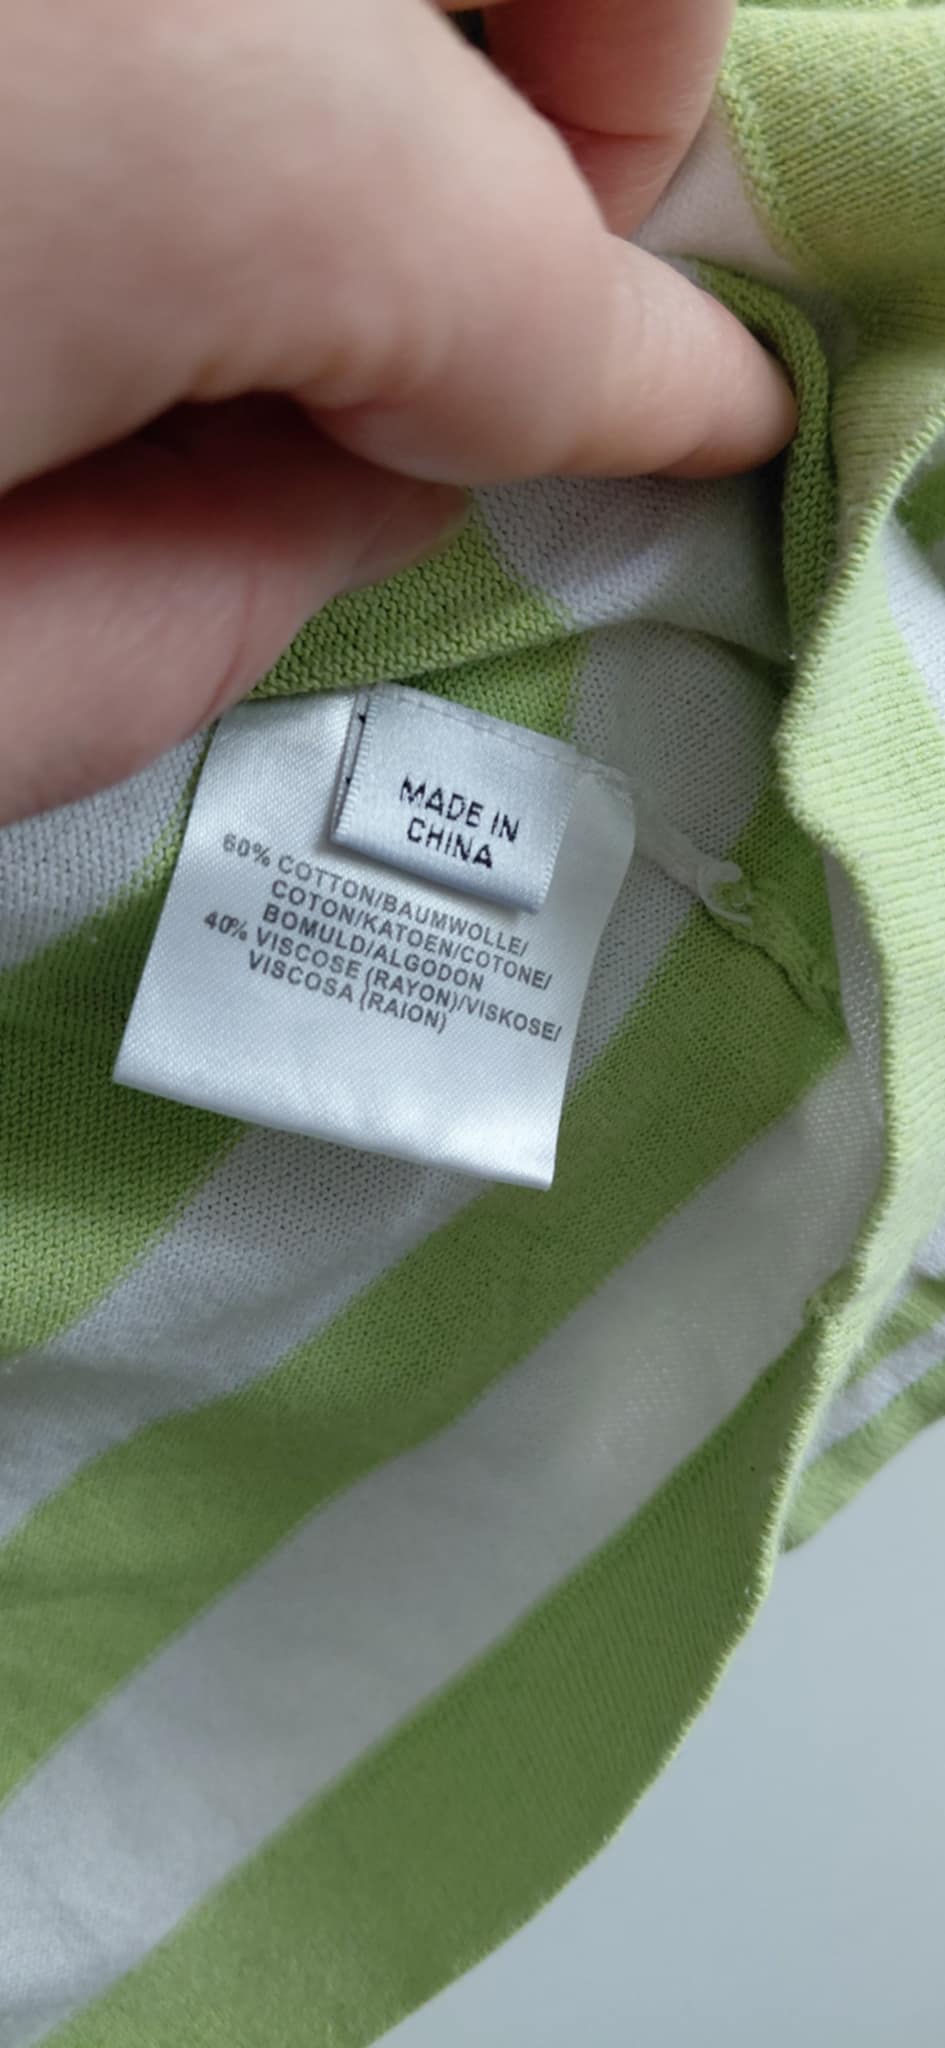 MADE IN
CHINA
60% COTTON/BAUMWOLLE/
COTON/KATOEN/COTONE/
BOMULD/ALGODON
40% VISCOSE (RAYON)/VISKOSE/
VISCOSA (RAION)